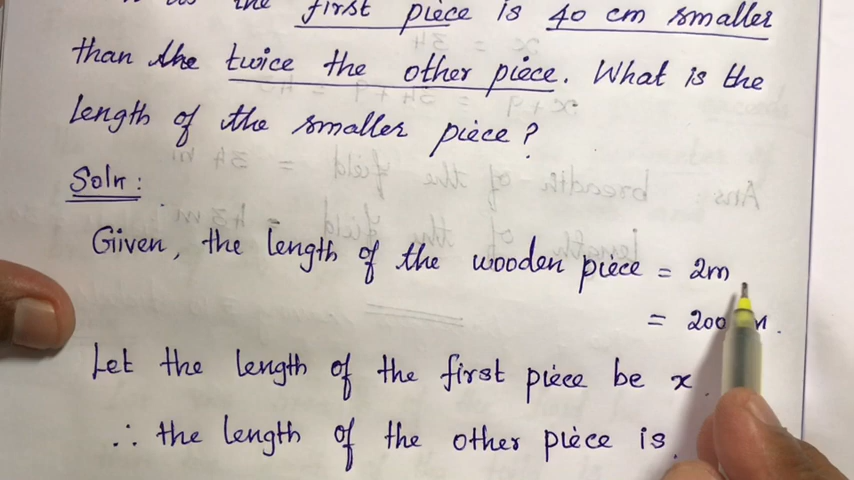 the first piece is 40 cm smaller
than the twice the other piece. What is the
length of the smaller piece?
Soln:
Given, the length of the wooden piece = 2m
= 200
Let the length of the first piece be x.
∴ the length of the other piece is.